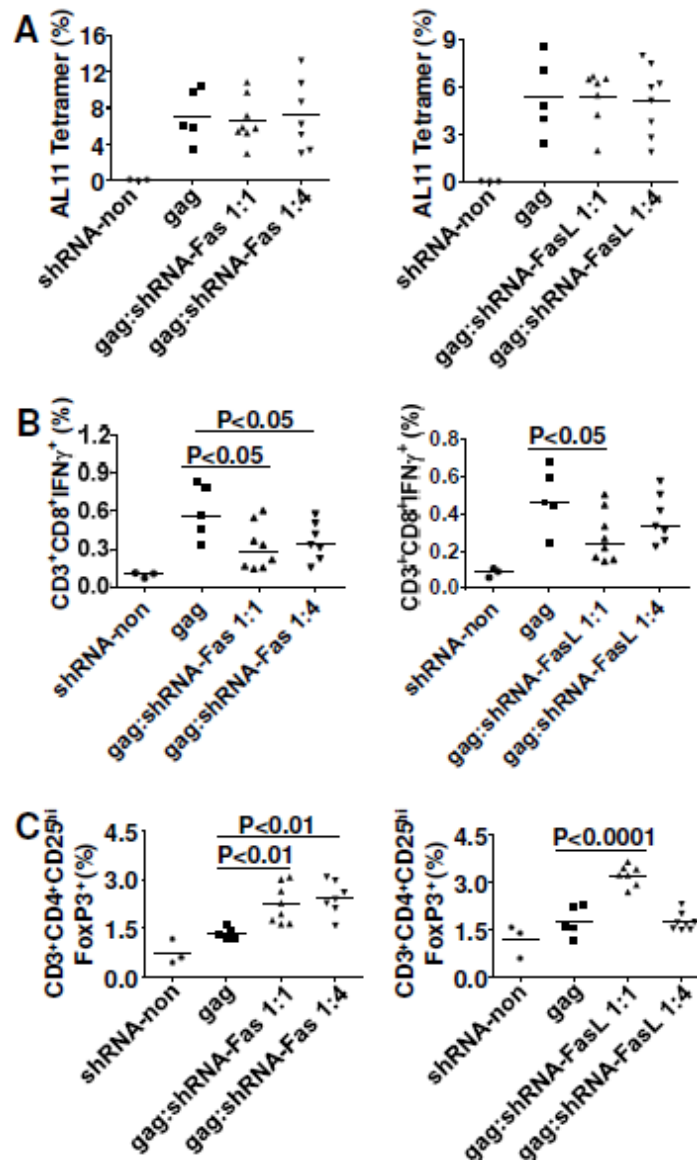 A
AL11 Tetramer (%)
16
12
8
4
0
shRNA-non
gag
gag:shRNA-Fas 1:1
gag:shRNA-Fas 1:4
AL11 Tetramer (%)
9
6
3
0
shRNA-non
gag
gag:shRNA-FasL 1:1
gag:shRNA-FasL 1:4
B
CD3+CD8+IFNγ+ (%)
1.2
0.9
0.6
0.3
0.0
P<0.05
P<0.05
shRNA-non
gag
gag:shRNA-Fas 1:1
gag:shRNA-Fas 1:4
CD3+CD8+IFNγ+ (%)
0.8
0.6
0.4
0.2
0.0
P<0.05
shRNA-non
gag
gag:shRNA-FasL 1:1
gag:shRNA-FasL 1:4
C
CD3+CD4+CD25hi
FoxP3+(%)
4.5
3.0
1.5
0.0
P<0.01
P<0.01
shRNA-non
gag
gag:shRNA-Fas 1:1
gag:shRNA-Fas 1:4
CD3+CD4+CD25hi
FoxP3+(%)
4.5
3.0
1.5
0.0
P<0.0001
shRNA-non
gag
gag:shRNA-FasL 1:1
gag:shRNA-FasL 1:4